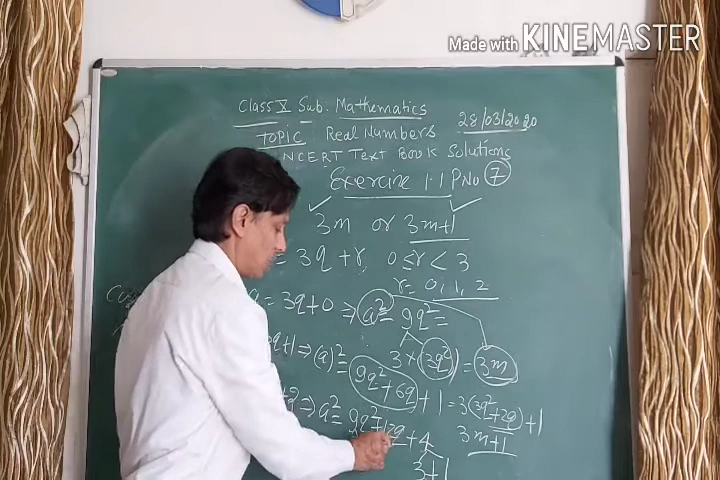 Made with KINEMASTER
Class X Sub: Mathematics
28/03/2020
TOPIC Real Numbers
NCERT Text Book Solutions
Exercise 1.1 P No 7
3m or 3m+1
= 3q + r, 0 ≤ r < 3
r = 0, 1, 2
a = 3q+0 ⇒ a² = 9q² =
3 × (3q²) = 3m
3q+1 ⇒ (a)² = 9q² + 6q + 1 = 3(3q²+2q)+1
3m+1
⇒ a² = 9q² + 12q + 4
3+1